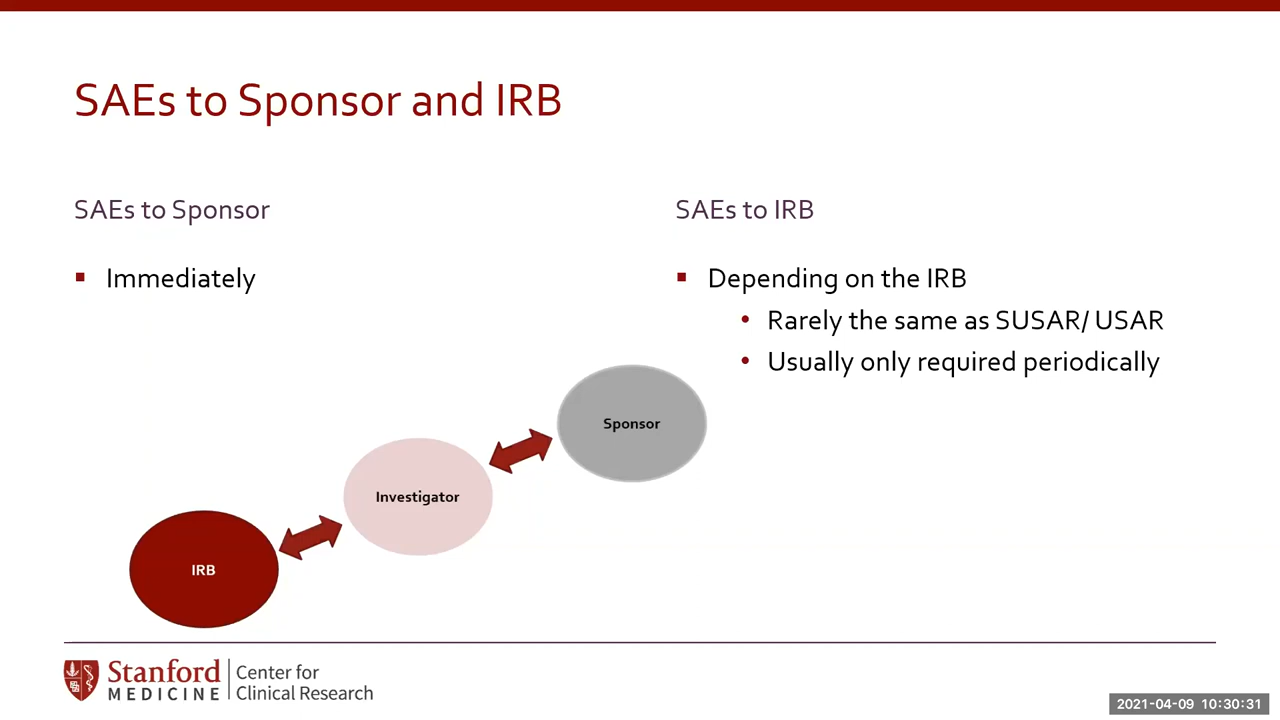 SAEs to Sponsor and IRB
SAEs to Sponsor
Immediately
SAEs to IRB
Depending on the IRB
Rarely the same as SUSAR/ USAR
Usually only required periodically
Sponsor
Investigator
IRB
Stanford
MEDICINE
Center for
Clinical Research
2021-04-09 10:30:31